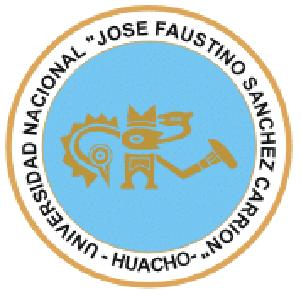 UNIVERSIDAD NACIONAL "JOSE FAUSTINO SANCHEZ CARRION"
- HUACHO-